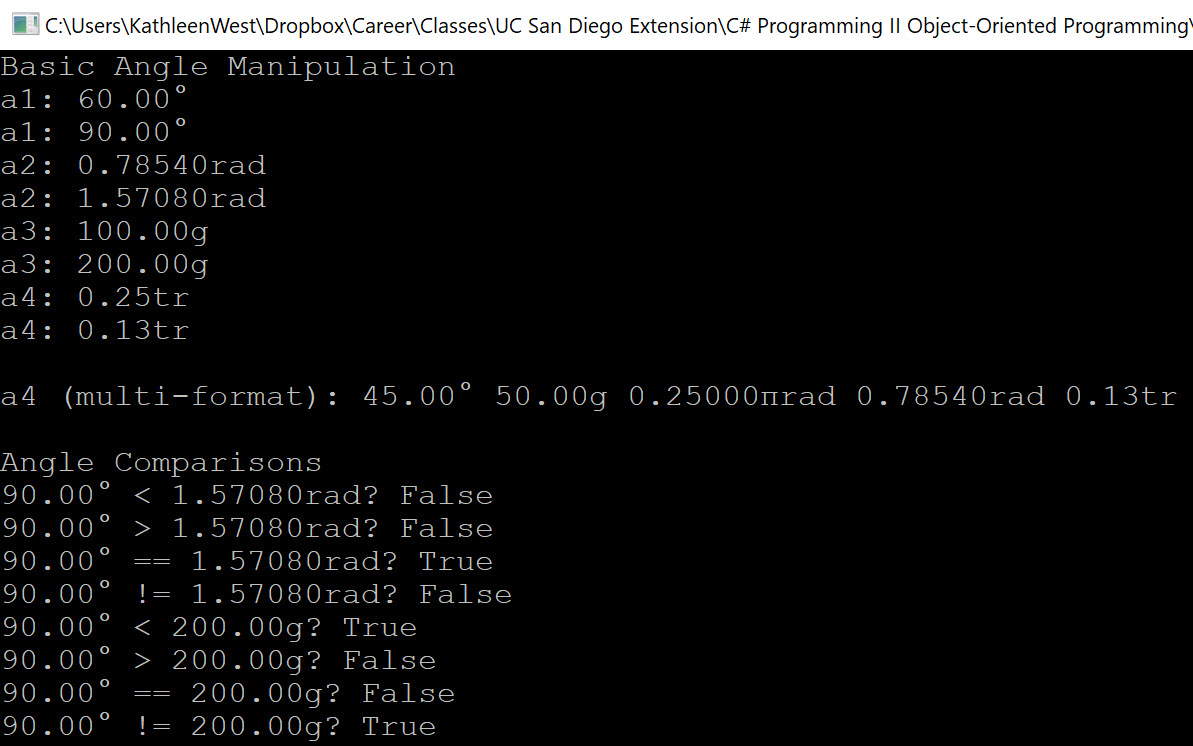 C:\Users\KathleenWest\Dropbox\Career\Classes\UC San Diego Extension\C# Programming II Object-Oriented Programming\
Basic Angle Manipulation
a1: 60.00°
a1: 90.00°
a2: 0.78540rad
a2: 1.57080rad
a3: 100.00g
a3: 200.00g
a4: 0.25tr
a4: 0.13tr
a4 (multi-format): 45.00° 50.00g 0.25000πrad 0.78540rad 0.13tr
Angle Comparisons
90.00° < 1.57080rad? False
90.00° > 1.57080rad? False
90.00° == 1.57080rad? True
90.00° != 1.57080rad? False
90.00° < 200.00g? True
90.00° > 200.00g? False
90.00° == 200.00g? False
90.00° != 200.00g? True